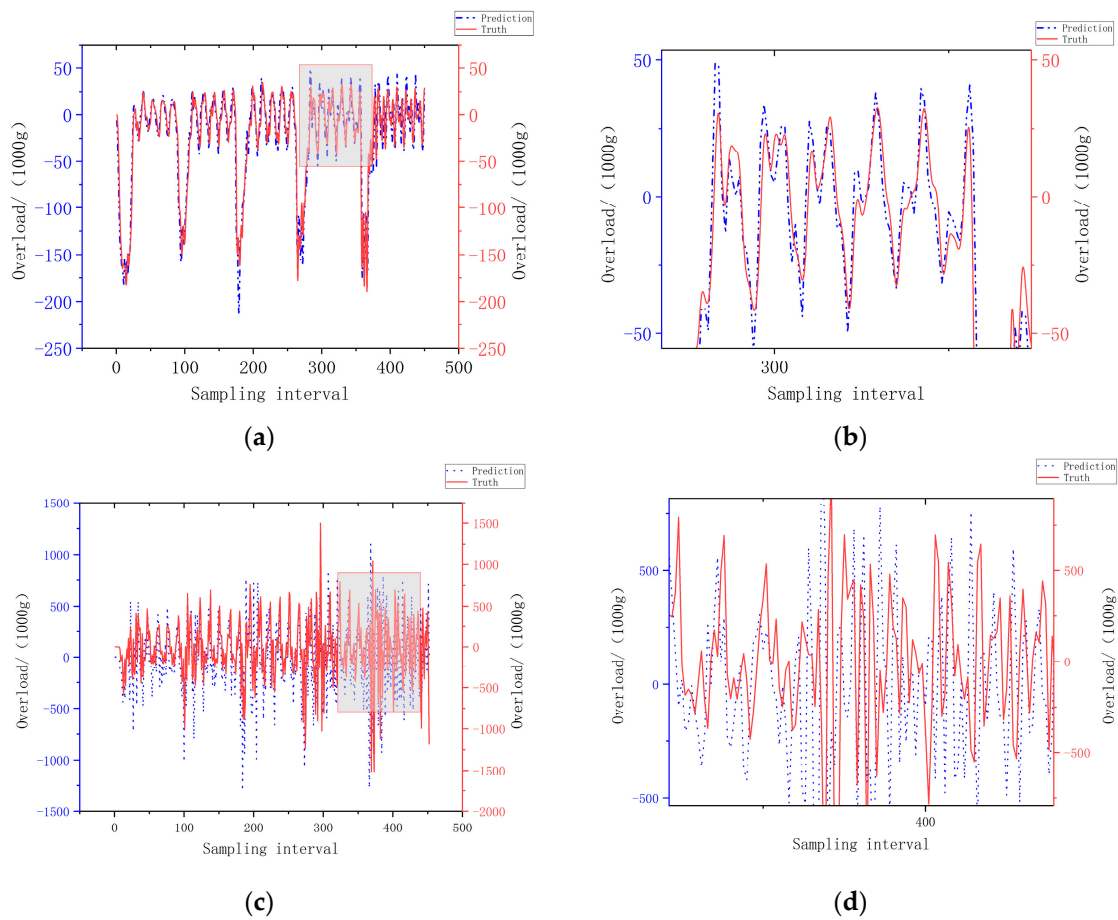 Prediction
Truth
50
0
-50
-100
-150
-200
-250
50
0
-50
-100
-150
-200
-250
Overload/ (1000g)
Overload/ (1000g)
0 100 200 300 400 500
Sampling interval
(a)
Prediction
Truth
50
0
-50
50
0
-50
Overload/ (1000g)
Overload/ (1000g)
300
Sampling interval
(b)
Prediction
Truth
1500
1000
500
0
-500
-1000
-1500
1500
1000
500
0
-500
-1000
-1500
-2000
Overload/ (1000g)
Overload/ (1000g)
0 100 200 300 400 500
Sampling interval
(c)
Prediction
Truth
500
0
-500
500
0
-500
Overload/ (1000g)
Overload/ (1000g)
400
Sampling interval
(d)